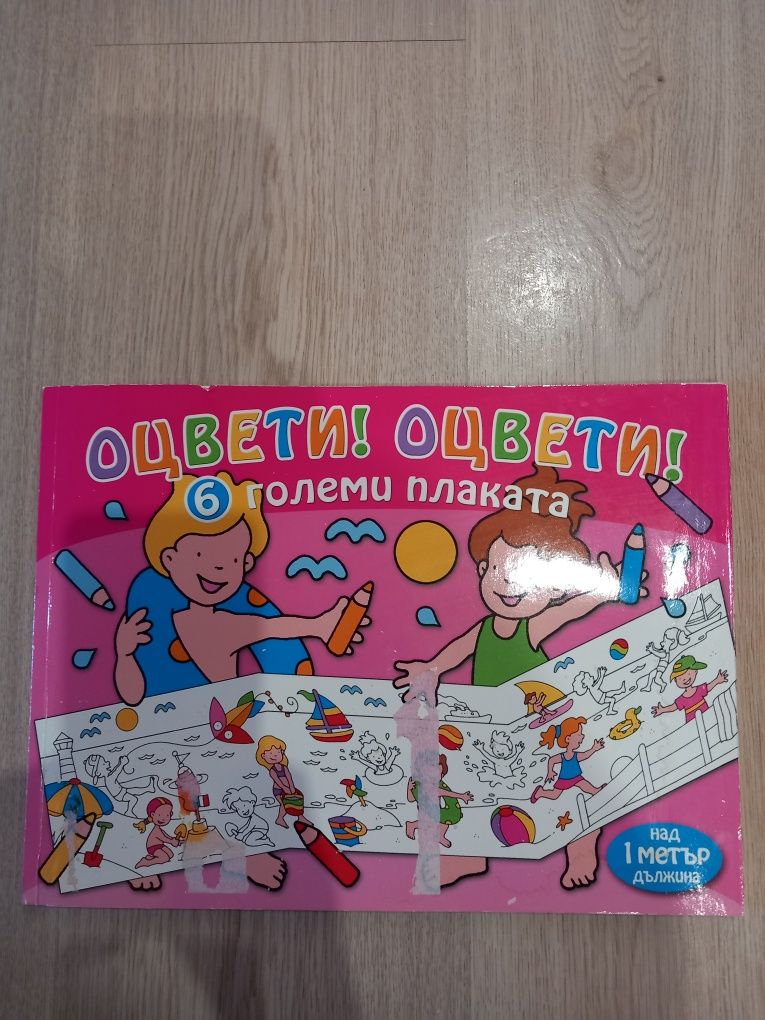 ОЦВЕТИ! ОЦВЕТИ!
6 големи плаката
над
1 метър
дължина